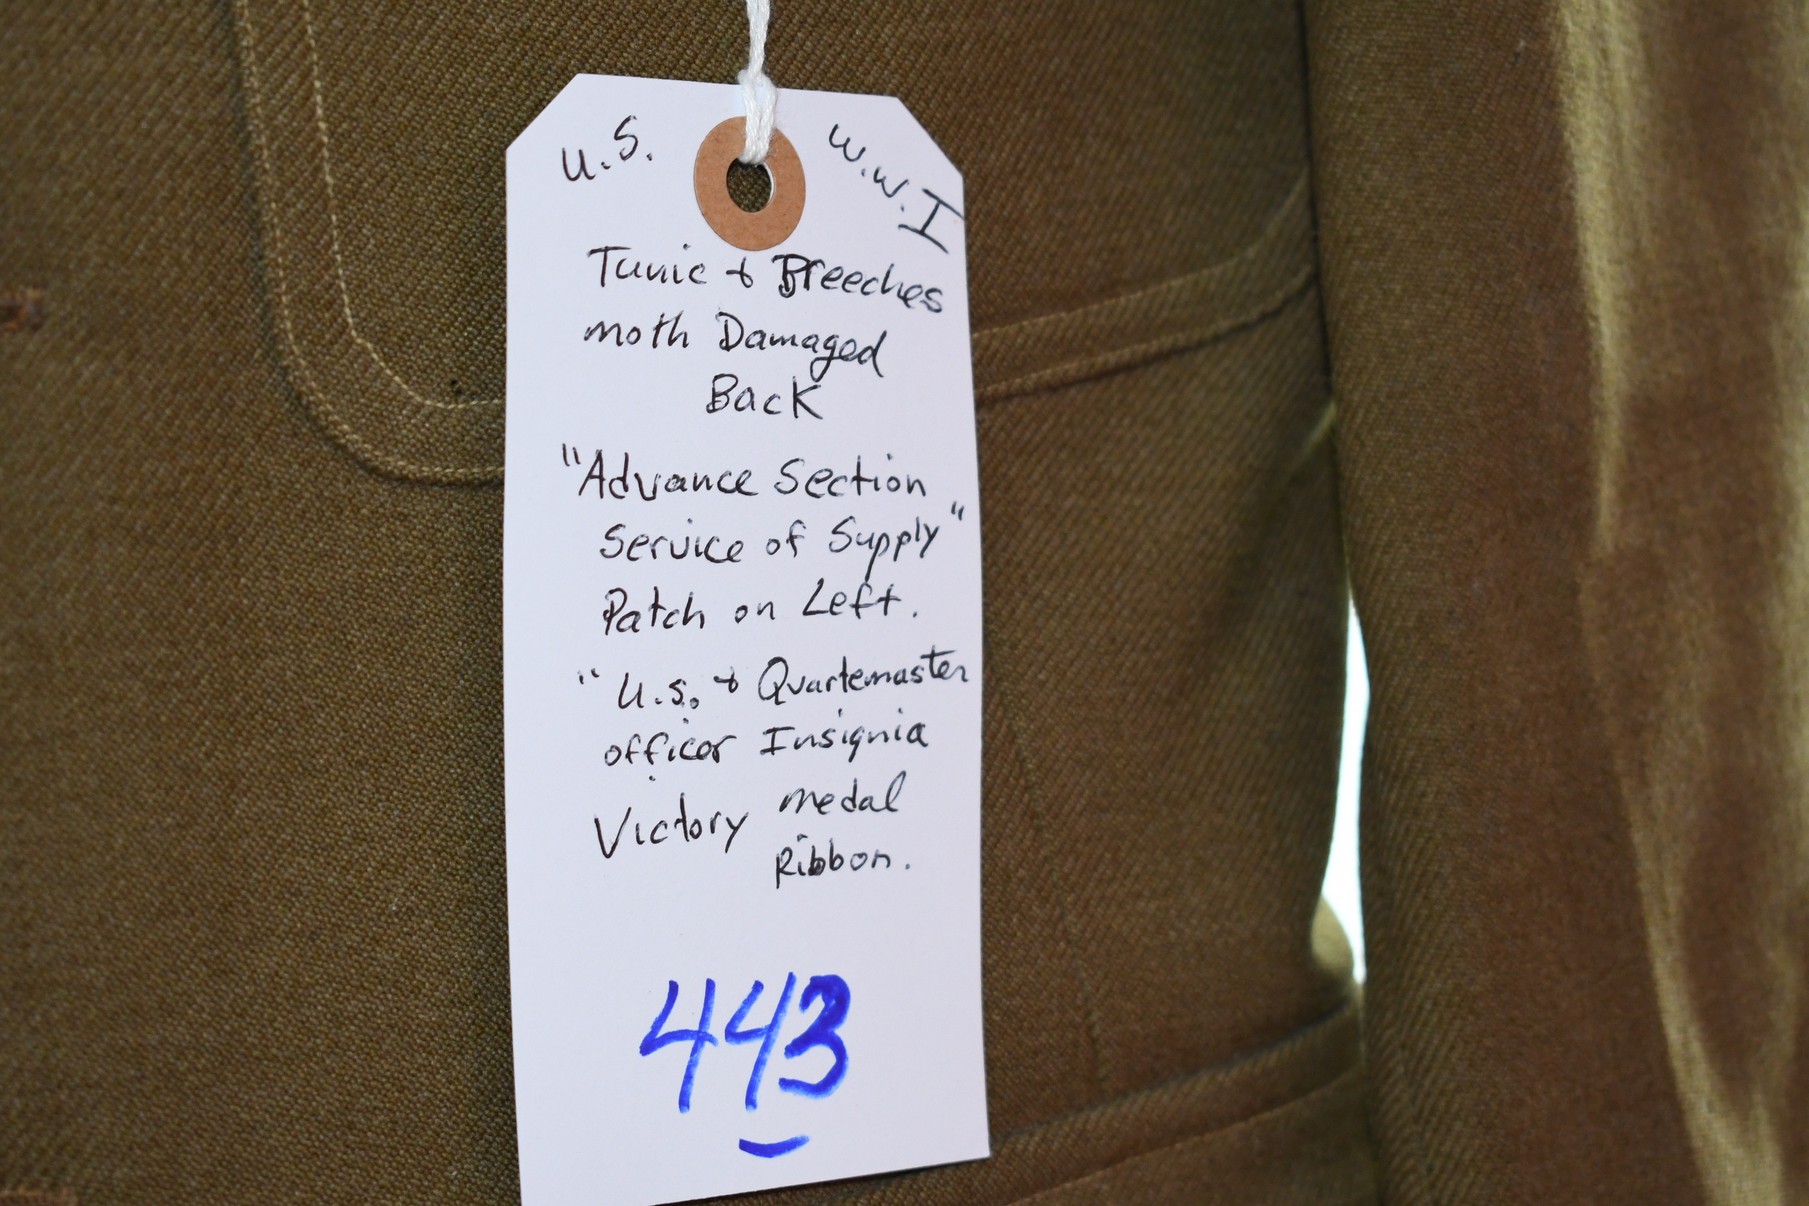 U.S. W.W.I
Tunic & Breeches
moth Damaged
Back
"Advance Section
Service of Supply"
Patch on Left.
"U.S. & Quartemaster
officer Insignia
Victory medal
Ribbon.
443